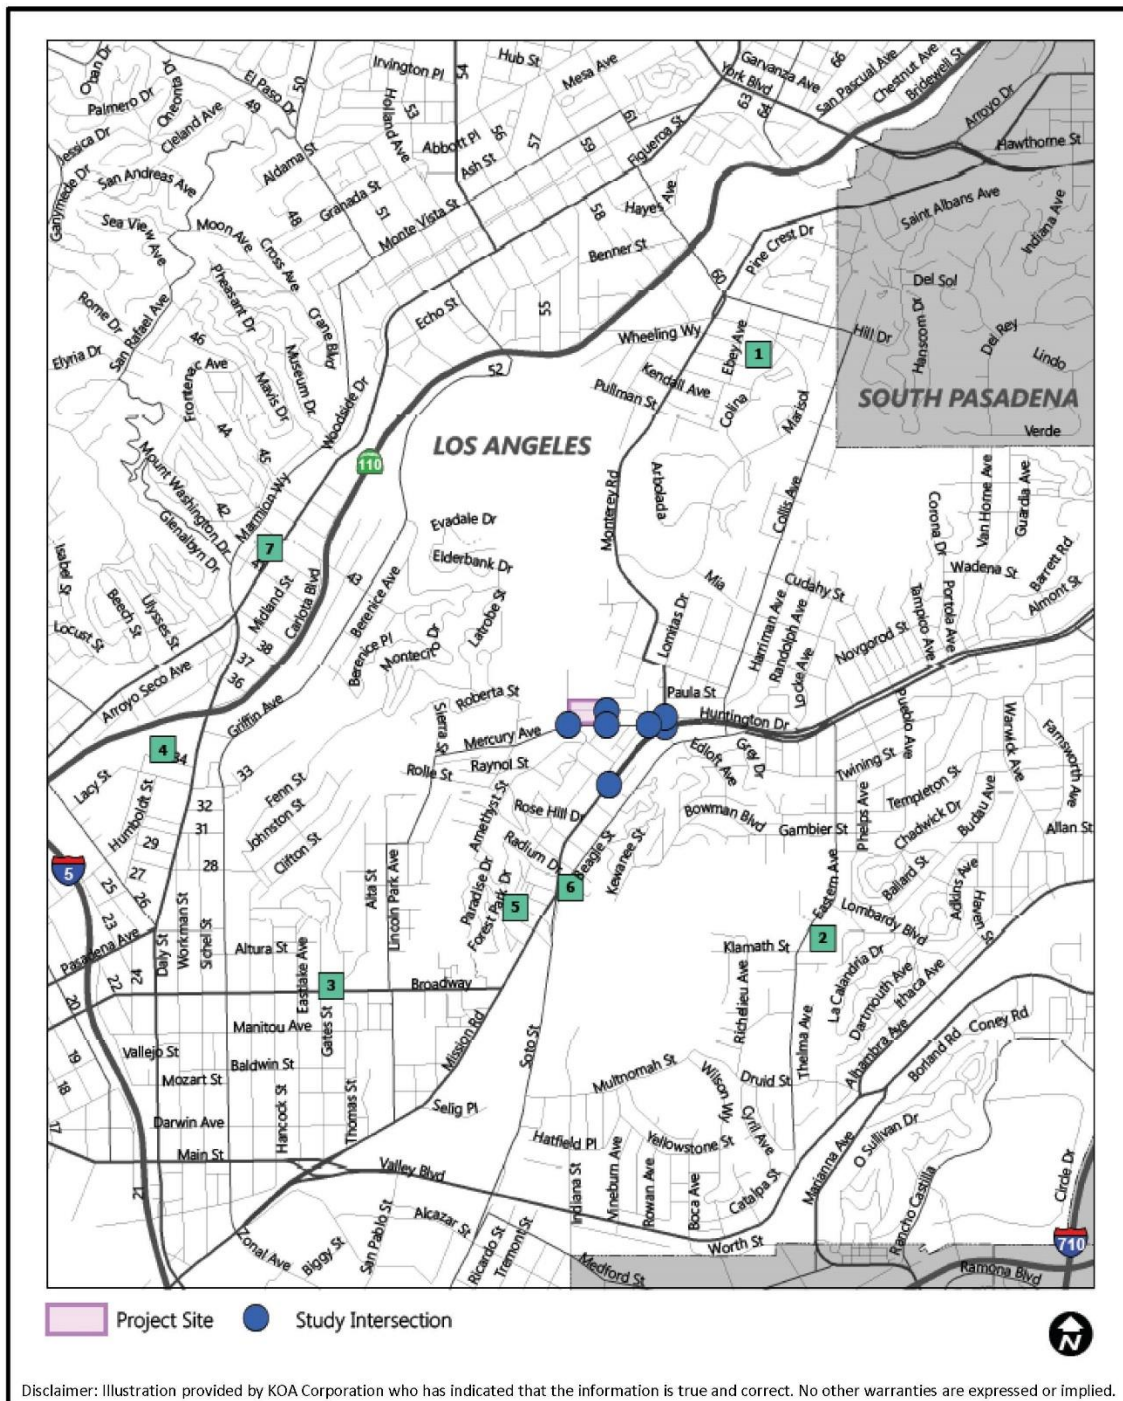 Oban Dr
Palmero Dr
Oneonta Dr
El Paso Dr
50
Irvington Pl
54
Hub St
Mesa Ave
Garvanza Ave
66
York Blvd
San Pascual Ave
Chestnut Ave
Bridewell St
Arroyo Dr
Hawthorne St
49
Cleland Ave
Holland Ave
53
56
57
59
61
63
64
Figueroa St
Jessica Dr
San Andreas Ave
Aldama St
Abbott Pl
Ash St
Ganymede Dr
Sea View Ave
Moon Ave
48
Granada St
51
Monte Vista St
58
Hayes Ave
Saint Albans Ave
Indiana Ave
Cross Ave
Benner St
Pine Crest Dr
60
Del Sol
Pheasant Dr
Rome Dr
San Rafael Ave
Crane Blvd
Echo St
55
Wheeling Wy
Ebey Ave
1
Hill Dr
Hanscom Dr
Del Rey
Lindo
Elyria Dr
46
Frontenac Ave
Museum Dr
Mavis Dr
52
Kendall Ave
Pullman St
Colina
Marisol
SOUTH PASADENA
Verde
44
Woodside Dr
LOS ANGELES
110
45
Mount Washington Dr
42
Marmion Wy
Glenalbyn Dr
Monterey Rd
Arbolada
Collis Ave
Corona Dr
Van Horne Ave
Guardia Ave
Evadale Dr
7
Elderbank Dr
Isabel St
Beech St
Ulysses St
Locust St
Midland St
Carlota Blvd
43
Berenice Ave
Latrobe St
Mia
Cudahy St
Wadena St
Barrett Rd
Almont St
Tampico Ave
Portola Ave
38
37
36
Berenice Pl
Montecito Dr
Lomitas Dr
Harriman Ave
Randolph Ave
Locke Ave
Novgorod St
Arroyo Seco Ave
Griffin Ave
Roberta St
Sierra St
Paula St
Huntington Dr
Pueblo Ave
Warwick Ave
Farnsworth Ave
4
34
Mercury Ave
Raynol St
Rolle St
Edloft Ave
Grey Dr
Twining St
Lacy St
33
Fenn St
Humboldt St
32
Johnston St
Amethyst St
Rose Hill Dr
Bowman Blvd
Phelps Ave
Templeton St
Chadwick Dr
Budau Ave
31
29
Clifton St
Radium Dr
Beagle St
Kewanee St
Gambier St
Allan St
5
27
28
25
26
23
Alta St
Lincoln Park Ave
Paradise Dr
Forest Park Dr
5
6
Eastern Ave
Ballard St
Adkins Ave
Haven St
Lombardy Blvd
Pasadena Ave
Daly St
Workman St
Sichel St
Altura St
Eastlake Ave
Klamath St
2
22
24
20
3
Broadway
Richelieu Ave
La Calandria Dr
Dartmouth Ave
Ithaca Ave
Manitou Ave
Gates St
Mission Rd
Soto St
Thelma Ave
Alhambra Ave
Borland Rd
Coney Rd
Vallejo St
19
Baldwin St
18
Mozart St
Multnomah St
Wilson Wy
Druid St
17
Darwin Ave
Hancock St
Thomas St
Selig Pl
Cyril Ave
Main St
Hatfield Pl
Yellowstone St
Marianna Ave
O Sullivan Dr
Valley Blvd
21
Indiana St
Mineburn Ave
Rowan Ave
Boca Ave
Catalpa St
Rancho Castilla
Circle Dr
Zonal Ave
Biggy St
San Pablo St
Alcazar St
Ricardo St
Tremont St
Worth St
710
Medford St
Ramona Blvd
Project Site
Study Intersection
N
Disclaimer: Illustration provided by KOA Corporation who has indicated that the information is true and correct. No other warranties are expressed or implied.